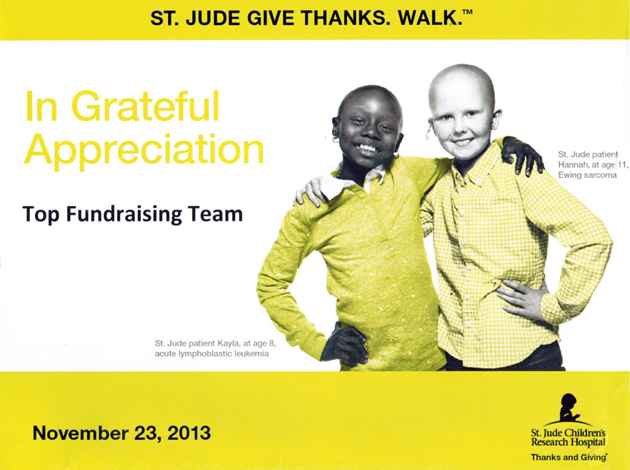 ST. JUDE GIVE THANKS. WALK.™
In Grateful
Appreciation
Top Fundraising Team
St. Jude patient
Hannah, at age 11,
Ewing sarcoma
St. Jude patient Kayla, at age 8,
acute lymphoblastic leukemia
November 23, 2013
St. Jude Children's
Research Hospital
Thanks and Giving®